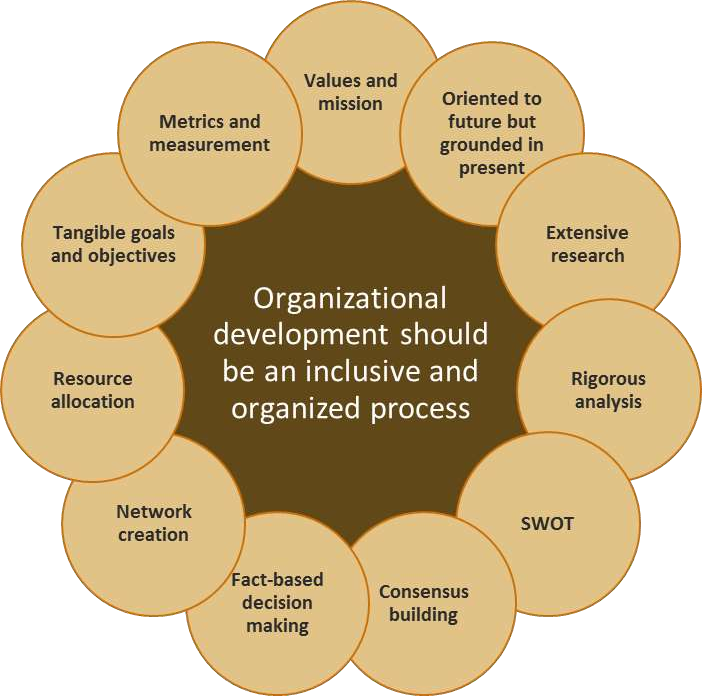 Values and
mission
Oriented to
future but
grounded in
present
Extensive
research
Rigorous
analysis
SWOT
Consensus
building
Fact-based
decision
making
Network
creation
Resource
allocation
Tangible goals
and objectives
Metrics and
measurement
Organizational
development should
be an inclusive and
organized process